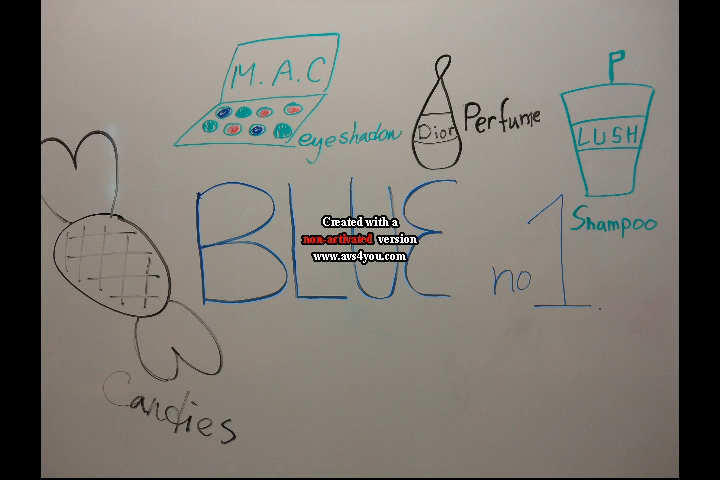 M.A.C
eyeshadow
Dior
Perfume
LUSH
Shampoo
BLUE no 1.
Created with a
non-activated version
www.avs4you.com
Candies